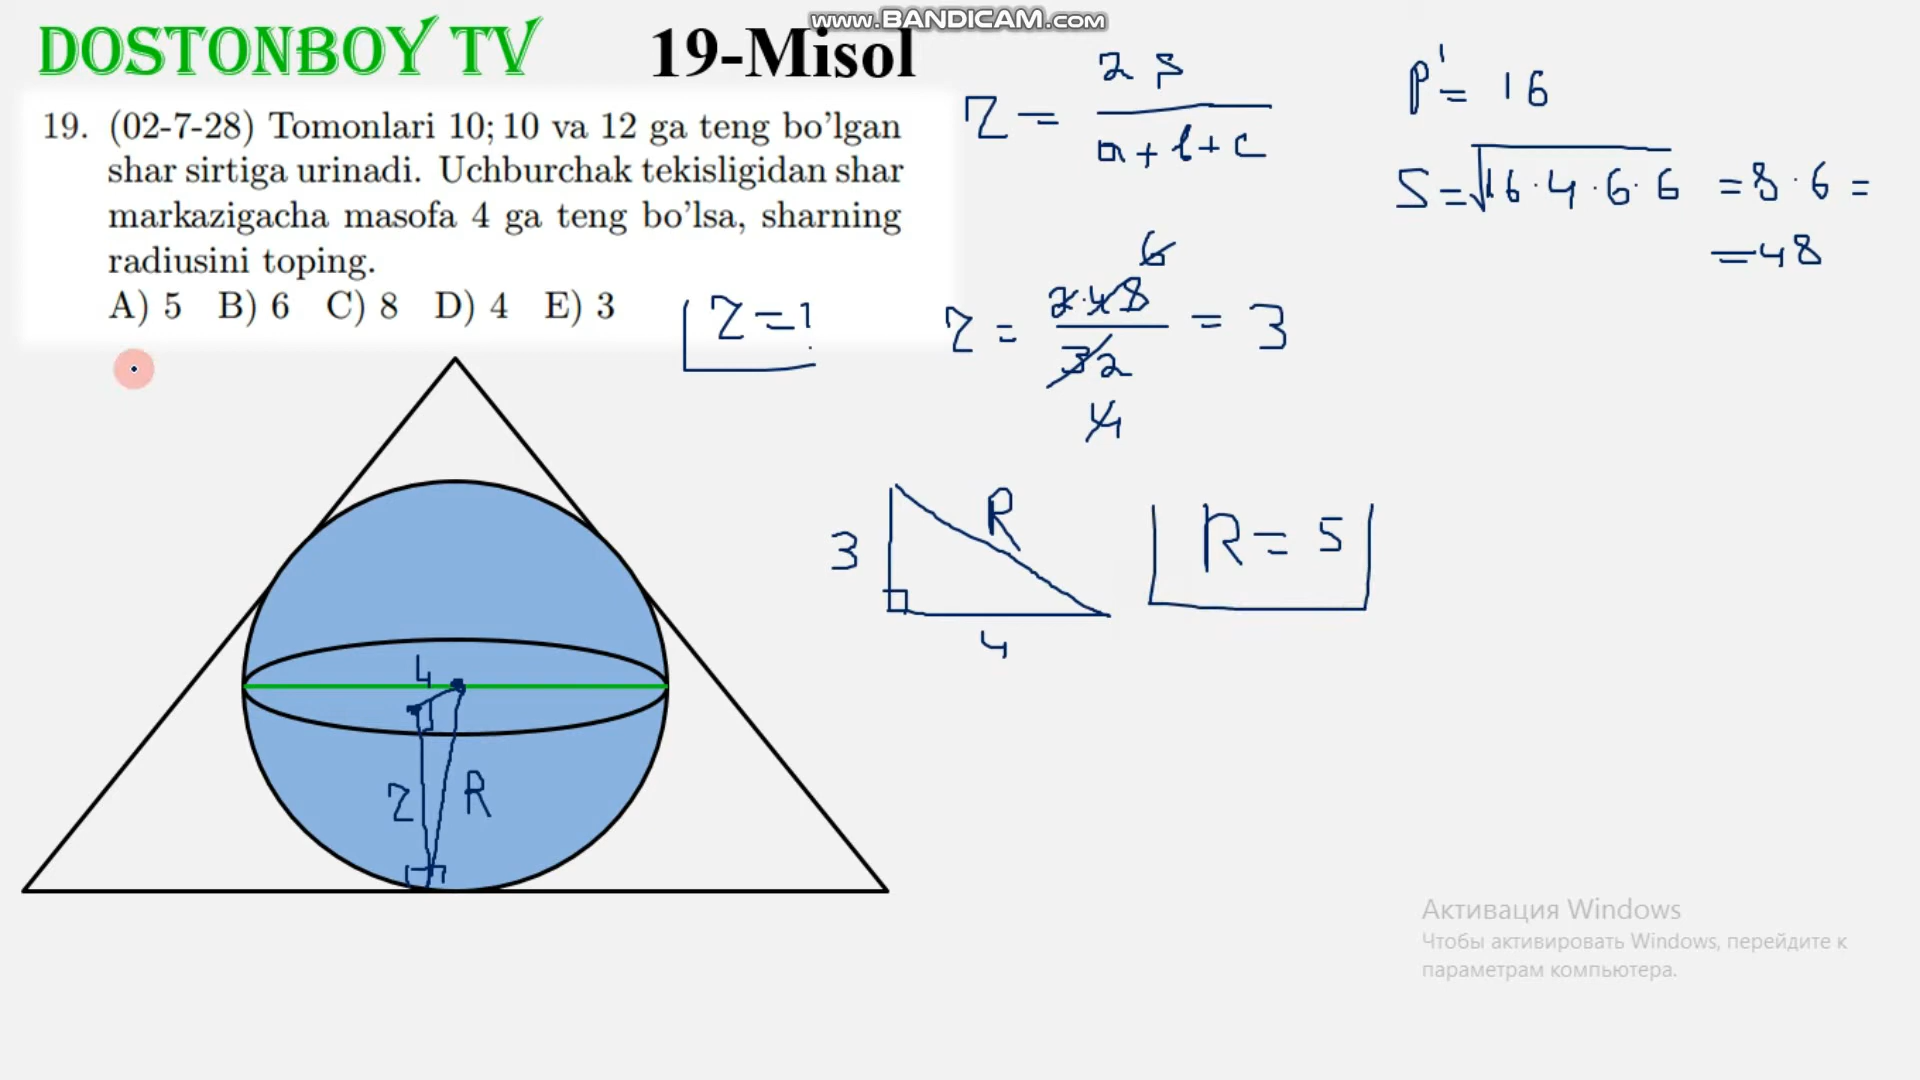 www.BANDICAM.com
DOSTONBOY TV
19-Misol
19. (02-7-28) Tomonlari 10; 10 va 12 ga teng bo'lgan
shar sirtiga urinadi. Uchburchak tekisligidan shar
markazigacha masofa 4 ga teng bo'lsa, sharning
radiusini toping.
A) 5 B) 6 C) 8 D) 4 E) 3
r = 2S / a+b+c
P' = 16
S = √16·4·6·6 = 8·6 =
= 48
r = ?
6
r = 2·48 / 32 = 3
4
3
R
4
R = 5
4
r
R
Активация Windows
Чтобы активировать Windows, перейдите к
параметрам компьютера.